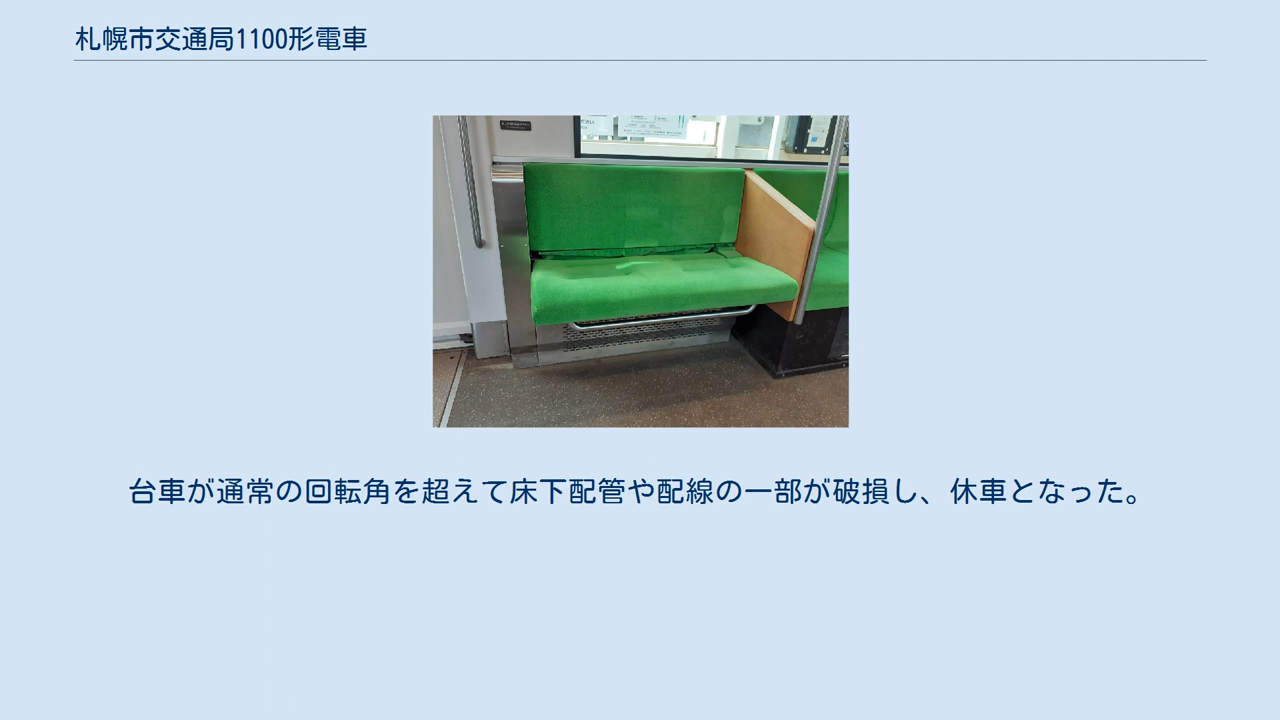 札幌市交通局1100形電車
台車が通常の回転角を超えて床下配管や配線の一部が破損し、休車となった。